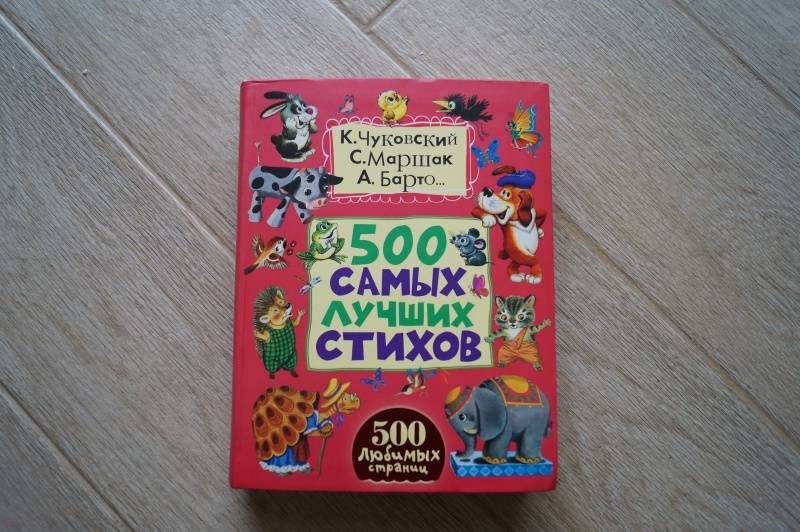 К. Чуковский
С. Маршак
А. Барто...
500
САМЫХ
ЛУЧШИХ
СТИХОВ
500
любимых
страниц